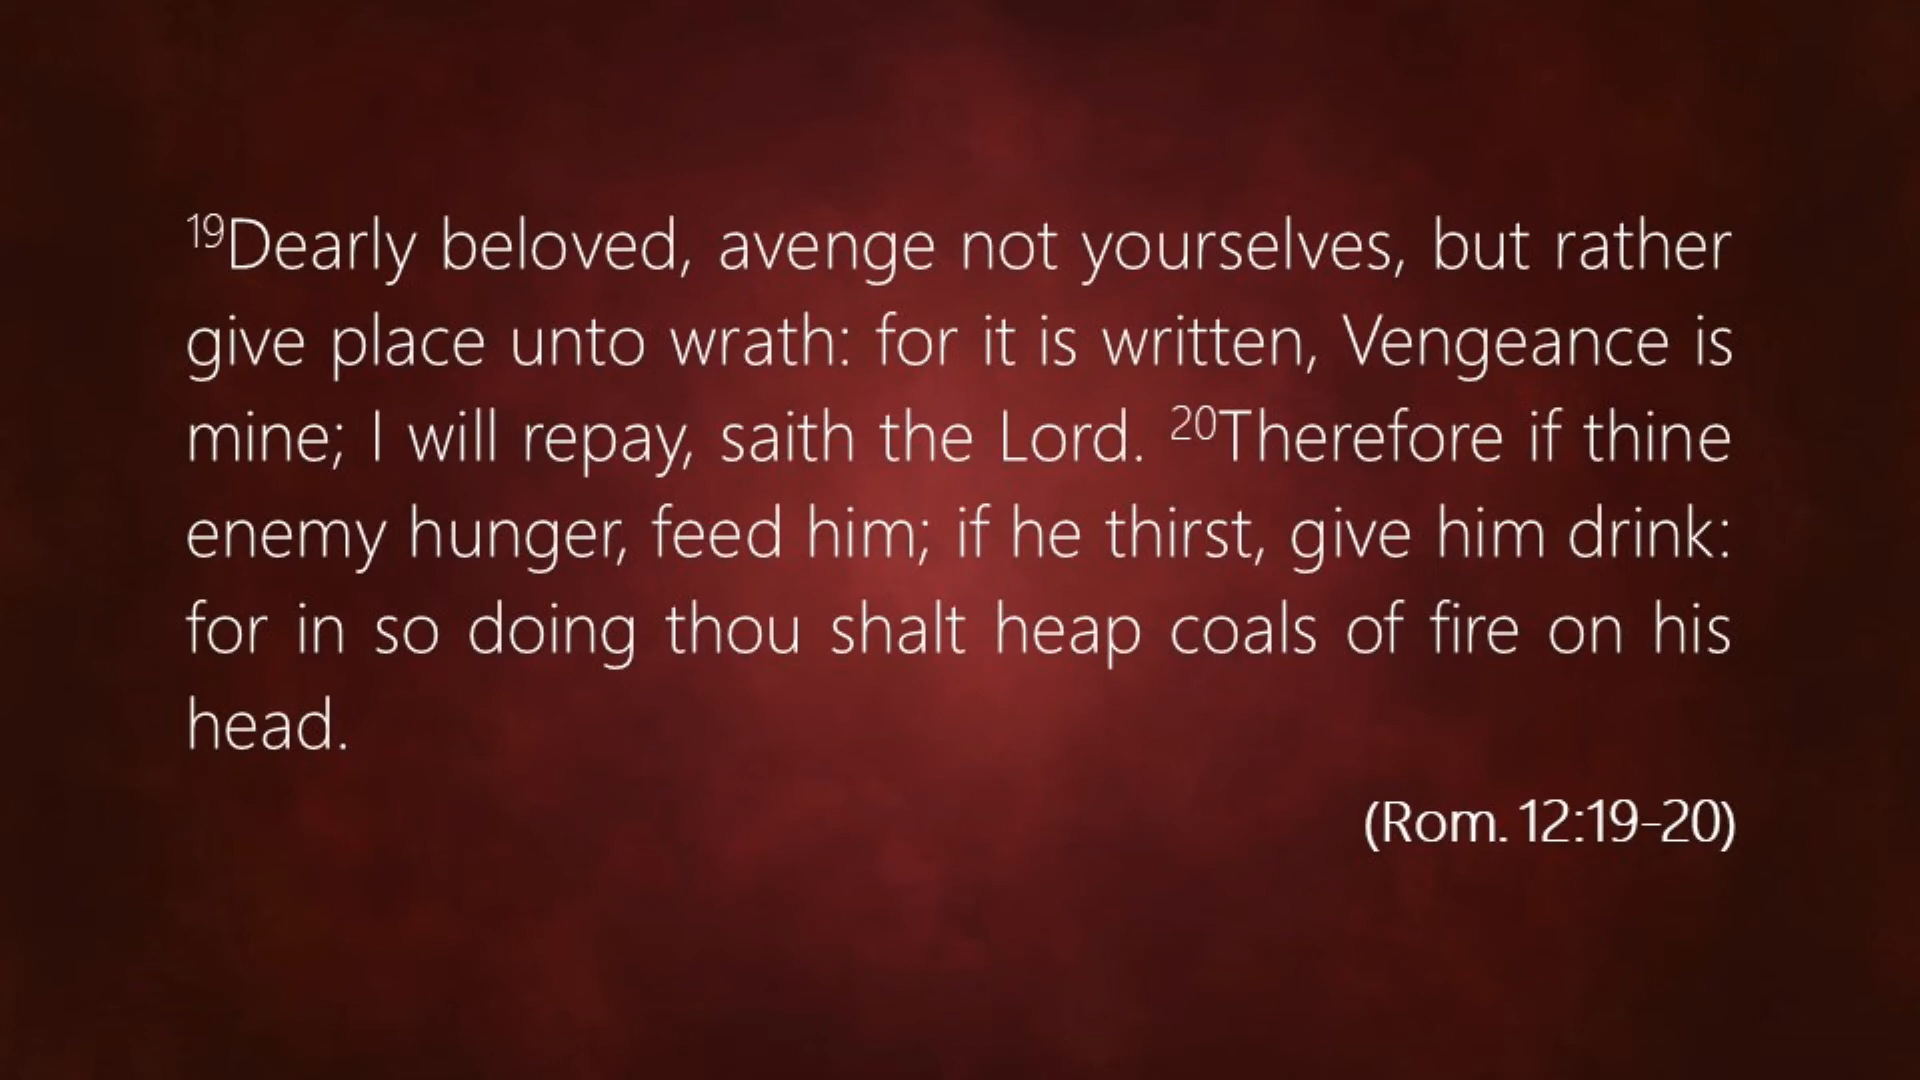 19Dearly beloved, avenge not yourselves, but rather
give place unto wrath: for it is written, Vengeance is
mine; I will repay, saith the Lord. 20Therefore if thine
enemy hunger, feed him; if he thirst, give him drink:
for in so doing thou shalt heap coals of fire on his
head.
(Rom. 12:19-20)